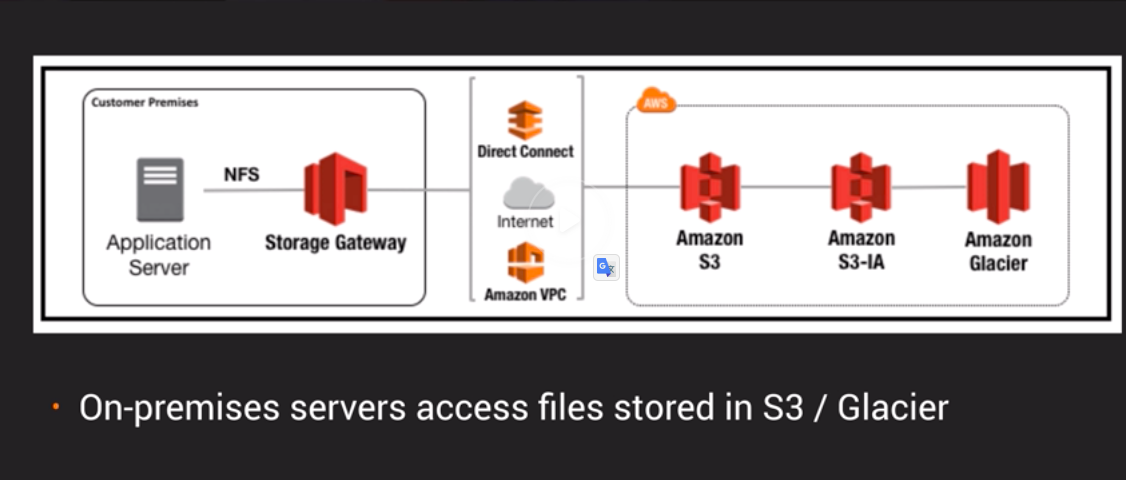 Customer Premises
NFS
Application
Server
Storage Gateway
Direct Connect
Internet
Amazon VPC
AWS
Amazon
S3
Amazon
S3-IA
Amazon
Glacier
G
• On-premises servers access files stored in S3 / Glacier